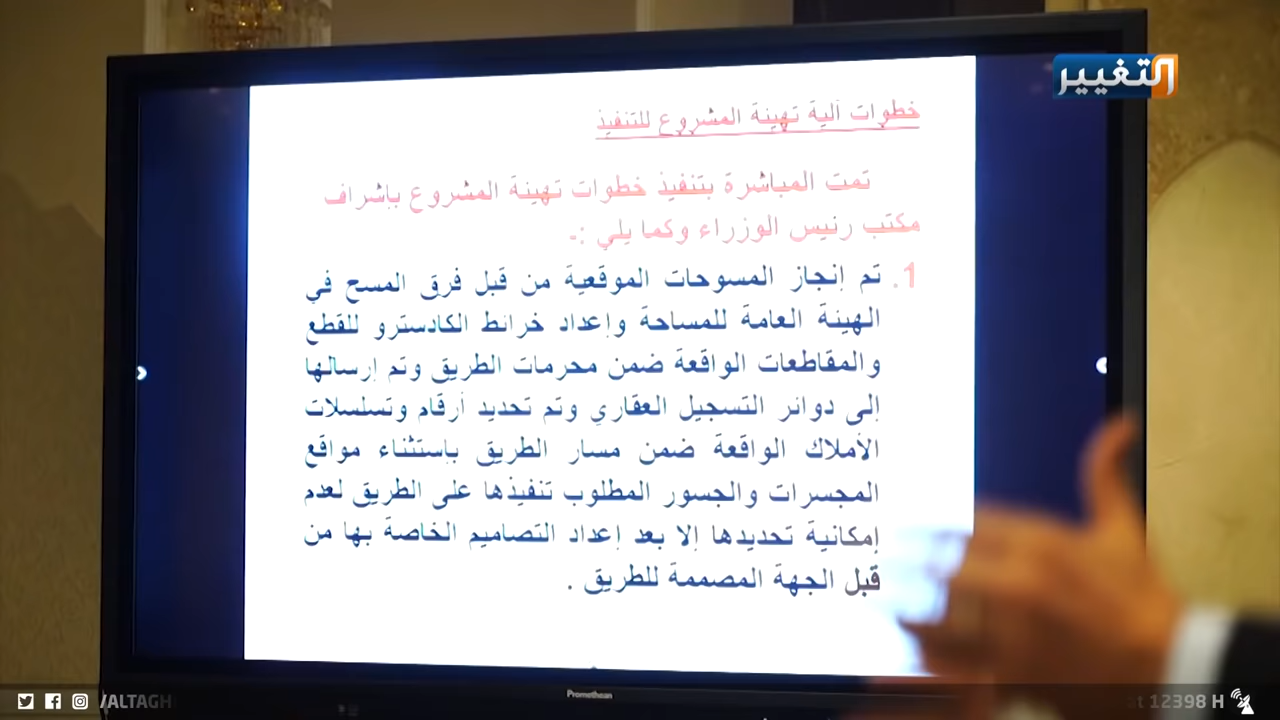 التغيير
خطوات آلية تهيئة المشروع للتنفيذ
تمت المباشرة بتنفيذ خطوات تهيئة المشروع بإشراف
مكتب رئيس الوزراء وكما يلي :-
1. تم إنجاز المسوحات الموقعية من قبل فرق المسح في
الهيئة العامة للمساحة وإعداد خرائط الكادسترو للقطع
والمقاطعات الواقعة ضمن محرمات الطريق وتم إرسالها
إلى دوائر التسجيل العقاري وتم تحديد أرقام وتسلسلات
الأملاك الواقعة ضمن مسار الطريق بإستثناء مواقع
المجسرات والجسور المطلوب تنفيذها على الطريق لعدم
إمكانية تحديدها إلا بعد إعداد التصاميم الخاصة بها من
قبل الجهة المصممة للطريق .
Promethean
/ALTAGH
12398 H